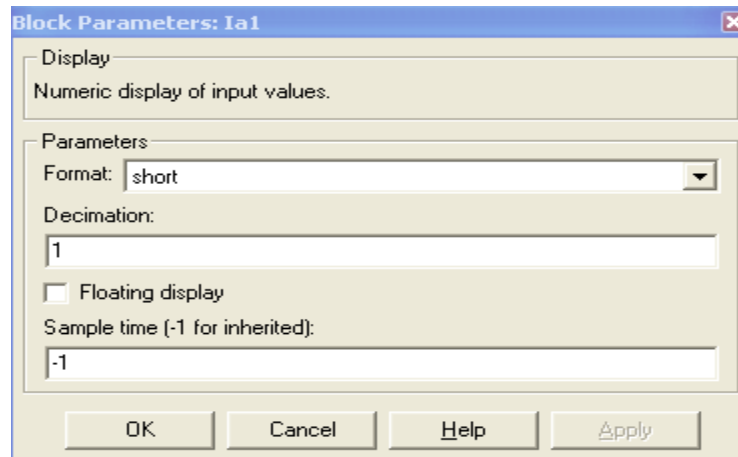 Block Parameters: Ia1
Display
Numeric display of input values.
Parameters
Format: short
Decimation:
1
Floating display
Sample time (-1 for inherited):
-1
OK Cancel Help Apply